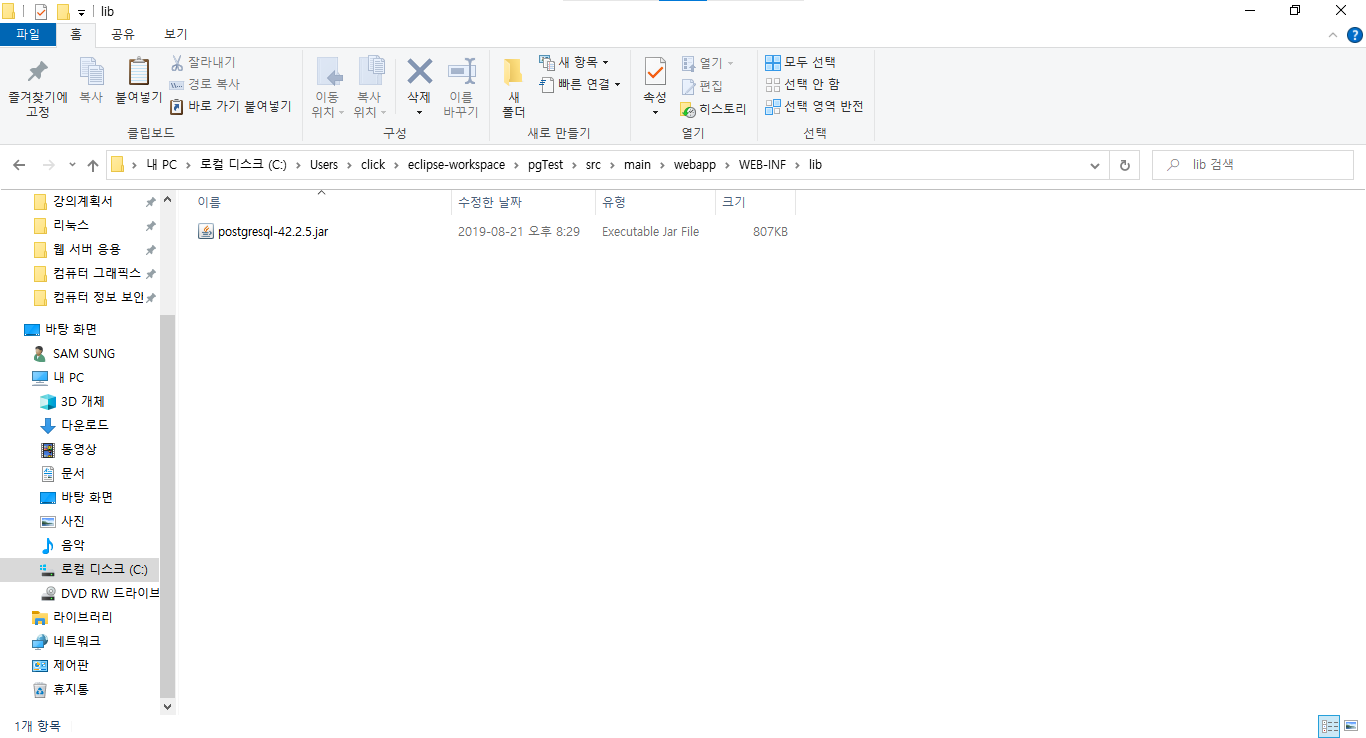 lib
파일 홈 공유 보기
즐겨찾기에 고정
복사
붙여넣기
잘라내기
경로 복사
바로 가기 붙여넣기
클립보드
이동 위치
복사 위치
삭제
이름 바꾸기
구성
새 폴더
새 항목
빠른 연결
새로 만들기
속성
열기
편집
히스토리
열기
모두 선택
선택 안 함
선택 영역 반전
선택
내 PC › 로컬 디스크 (C:) › Users › click › eclipse-workspace › pgTest › src › main › webapp › WEB-INF › lib
lib 검색
강의계획서
리눅스
웹 서버 응용
컴퓨터 그래픽스
컴퓨터 정보 보안
바탕 화면
SAM SUNG
내 PC
3D 개체
다운로드
동영상
문서
바탕 화면
사진
음악
로컬 디스크 (C:)
DVD RW 드라이브
라이브러리
네트워크
제어판
휴지통
이름 수정한 날짜 유형 크기
postgresql-42.2.5.jar 2019-08-21 오후 8:29 Executable Jar File 807KB
1개 항목